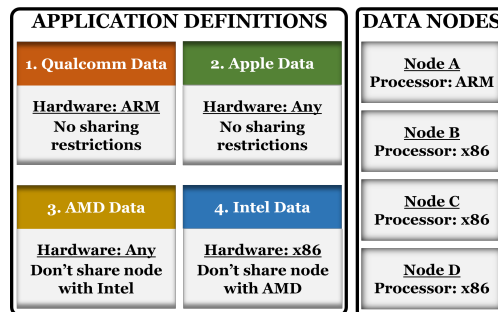 APPLICATION DEFINITIONS
1. Qualcomm Data
Hardware: ARM
No sharing
restrictions
2. Apple Data
Hardware: Any
No sharing
restrictions
3. AMD Data
Hardware: Any
Don't share node
with Intel
4. Intel Data
Hardware: x86
Don't share node
with AMD
DATA NODES
Node A
Processor: ARM
Node B
Processor: x86
Node C
Processor: x86
Node D
Processor: x86